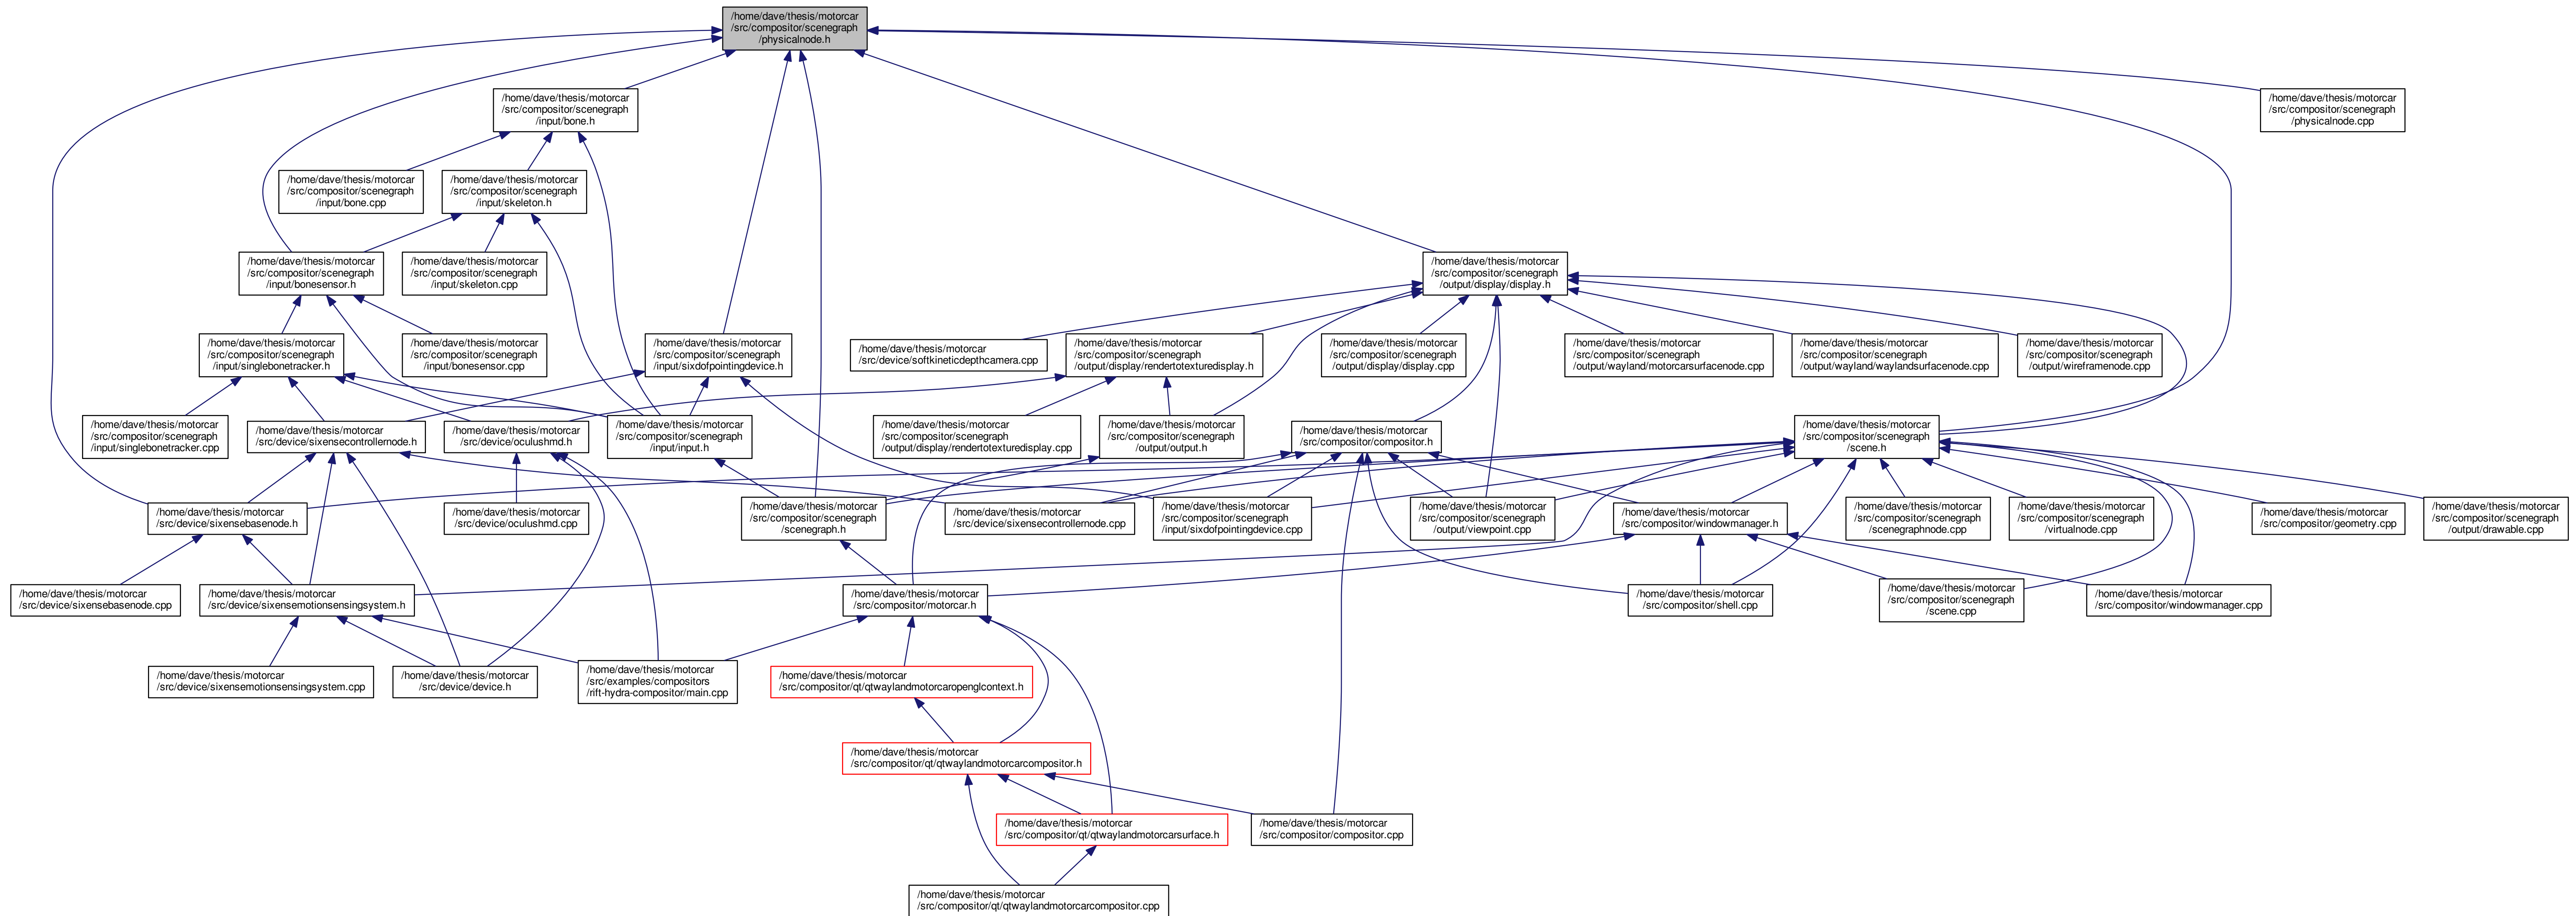 /home/dave/thesis/motorcar
/src/compositor/scenegraph
/physicalnode.h
/home/dave/thesis/motorcar
/src/compositor/scenegraph
/input/bone.h
/home/dave/thesis/motorcar
/src/compositor/scenegraph
/physicalnode.cpp
/home/dave/thesis/motorcar
/src/compositor/scenegraph
/input/bone.cpp
/home/dave/thesis/motorcar
/src/compositor/scenegraph
/input/skeleton.h
/home/dave/thesis/motorcar
/src/compositor/scenegraph
/input/bonesensor.h
/home/dave/thesis/motorcar
/src/compositor/scenegraph
/input/skeleton.cpp
/home/dave/thesis/motorcar
/src/compositor/scenegraph
/output/display/display.h
/home/dave/thesis/motorcar
/src/compositor/scenegraph
/input/singlebonetracker.h
/home/dave/thesis/motorcar
/src/compositor/scenegraph
/input/bonesensor.cpp
/home/dave/thesis/motorcar
/src/compositor/scenegraph
/input/sixdofpointingdevice.h
/home/dave/thesis/motorcar
/src/device/softkineticdepthcamera.cpp
/home/dave/thesis/motorcar
/src/compositor/scenegraph
/output/display/rendertotexturedisplay.h
/home/dave/thesis/motorcar
/src/compositor/scenegraph
/output/display/display.cpp
/home/dave/thesis/motorcar
/src/compositor/scenegraph
/output/wayland/motorcarsurfacenode.cpp
/home/dave/thesis/motorcar
/src/compositor/scenegraph
/output/wayland/waylandsurfacenode.cpp
/home/dave/thesis/motorcar
/src/compositor/scenegraph
/output/wireframenode.cpp
/home/dave/thesis/motorcar
/src/compositor/scenegraph
/input/singlebonetracker.cpp
/home/dave/thesis/motorcar
/src/device/sixensecontrollernode.h
/home/dave/thesis/motorcar
/src/device/oculushmd.h
/home/dave/thesis/motorcar
/src/compositor/scenegraph
/input/input.h
/home/dave/thesis/motorcar
/src/compositor/scenegraph
/output/display/rendertotexturedisplay.cpp
/home/dave/thesis/motorcar
/src/compositor/scenegraph
/output/output.h
/home/dave/thesis/motorcar
/src/compositor/compositor.h
/home/dave/thesis/motorcar
/src/compositor/scenegraph
/scene.h
/home/dave/thesis/motorcar
/src/device/sixensebasenode.h
/home/dave/thesis/motorcar
/src/device/oculushmd.cpp
/home/dave/thesis/motorcar
/src/compositor/scenegraph
/scenegraph.h
/home/dave/thesis/motorcar
/src/device/sixensecontrollernode.cpp
/home/dave/thesis/motorcar
/src/compositor/scenegraph
/input/sixdofpointingdevice.cpp
/home/dave/thesis/motorcar
/src/compositor/scenegraph
/output/viewpoint.cpp
/home/dave/thesis/motorcar
/src/compositor/windowmanager.h
/home/dave/thesis/motorcar
/src/compositor/scenegraph
/scenegraphnode.cpp
/home/dave/thesis/motorcar
/src/compositor/scenegraph
/virtualnode.cpp
/home/dave/thesis/motorcar
/src/compositor/geometry.cpp
/home/dave/thesis/motorcar
/src/compositor/scenegraph
/output/drawable.cpp
/home/dave/thesis/motorcar
/src/device/sixensebasenode.cpp
/home/dave/thesis/motorcar
/src/device/sixensemotionsensingsystem.h
/home/dave/thesis/motorcar
/src/compositor/motorcar.h
/home/dave/thesis/motorcar
/src/compositor/shell.cpp
/home/dave/thesis/motorcar
/src/compositor/scenegraph
/scene.cpp
/home/dave/thesis/motorcar
/src/compositor/windowmanager.cpp
/home/dave/thesis/motorcar
/src/device/sixensemotionsensingsystem.cpp
/home/dave/thesis/motorcar
/src/device/device.h
/home/dave/thesis/motorcar
/src/examples/compositors
/rift-hydra-compositor/main.cpp
/home/dave/thesis/motorcar
/src/compositor/qt/qtwaylandmotorcaropenglcontext.h
/home/dave/thesis/motorcar
/src/compositor/qt/qtwaylandmotorcarcompositor.h
/home/dave/thesis/motorcar
/src/compositor/qt/qtwaylandmotorcarsurface.h
/home/dave/thesis/motorcar
/src/compositor/compositor.cpp
/home/dave/thesis/motorcar
/src/compositor/qt/qtwaylandmotorcarcompositor.cpp